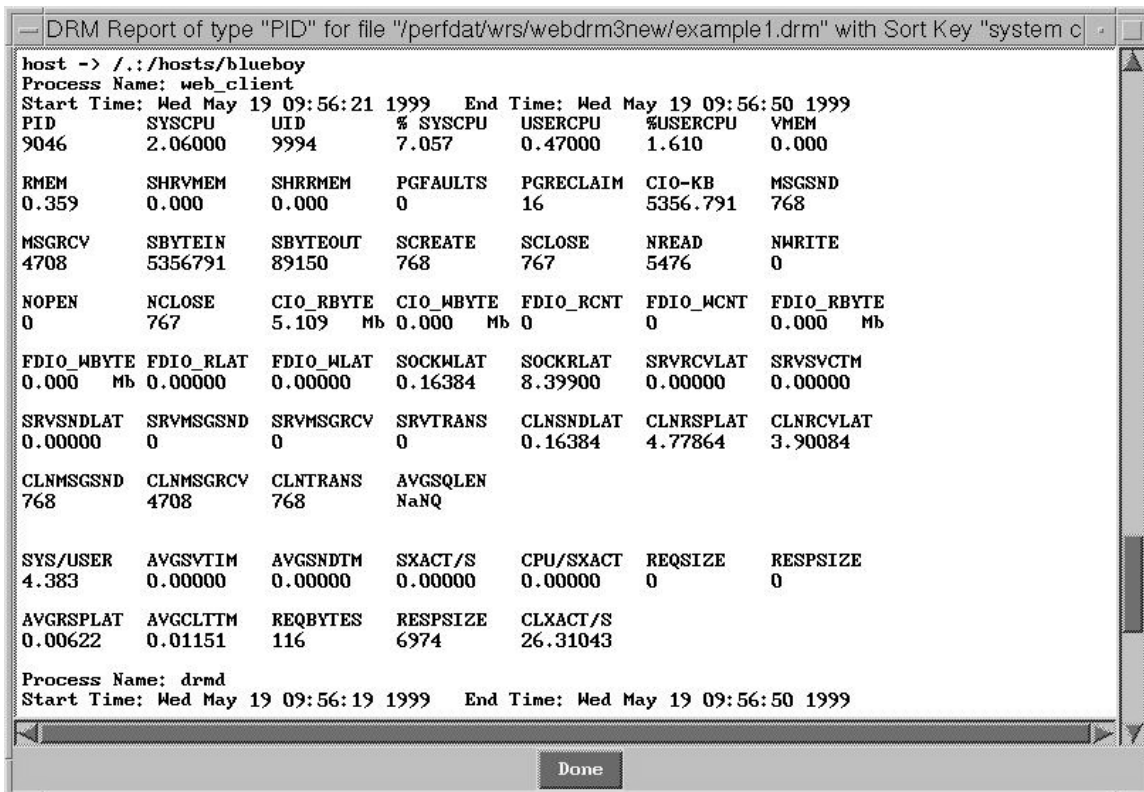 DRM Report of type "PID" for file "/perfdat/wrs/webdrm3new/example1.drm" with Sort Key "system c
host -> /.:/hosts/blueboy
Process Name: web_client
Start Time: Wed May 19 09:56:21 1999 End Time: Wed May 19 09:56:50 1999
PID SYSCPU UID % SYSCPU USERCPU %USERCPU VMEM
9046 2.06000 9994 7.057 0.47000 1.610 0.000
RMEM SHRVMEM SHRRMEM PGFAULTS PGRECLAIM CIO-KB MSGSND
0.359 0.000 0.000 0 16 5356.791 768
MSGRCV SBYTEIN SBYTEOUT SCREATE SCLOSE NREAD NWRITE
4708 5356791 89150 768 767 5476 0
NOPEN NCLOSE CIO_RBYTE CIO_WBYTE FDIO_RCNT FDIO_WCNT FDIO_RBYTE
0 767 5.109 Mb 0.000 Mb 0 0 0.000 Mb
FDIO_WBYTE FDIO_RLAT FDIO_WLAT SOCKWLAT SOCKRLAT SRVRCVLAT SRVSVCTM
0.000 Mb 0.00000 0.00000 0.16384 8.39900 0.00000 0.00000
SRVSNDLAT SRVMSGSND SRVMSGRCV SRVTRANS CLNSNDLAT CLNRSPLAT CLNRCVLAT
0.00000 0 0 0 0.16384 4.77864 3.90084
CLNMSGSND CLNMSGRCV CLNTRANS AVGSQLEN
768 4708 768 NaNQ
SYS/USER AVGSVTIM AVGSNDTM SXACT/S CPU/SXACT REQSIZE RESPSIZE
4.383 0.00000 0.00000 0.00000 0.00000 0 0
AVGRSPLAT AVGCLTTM REQBYTES RESPSIZE CLXACT/S
0.00622 0.01151 116 6974 26.31043
Process Name: drmd
Start Time: Wed May 19 09:56:19 1999 End Time: Wed May 19 09:56:50 1999
Done